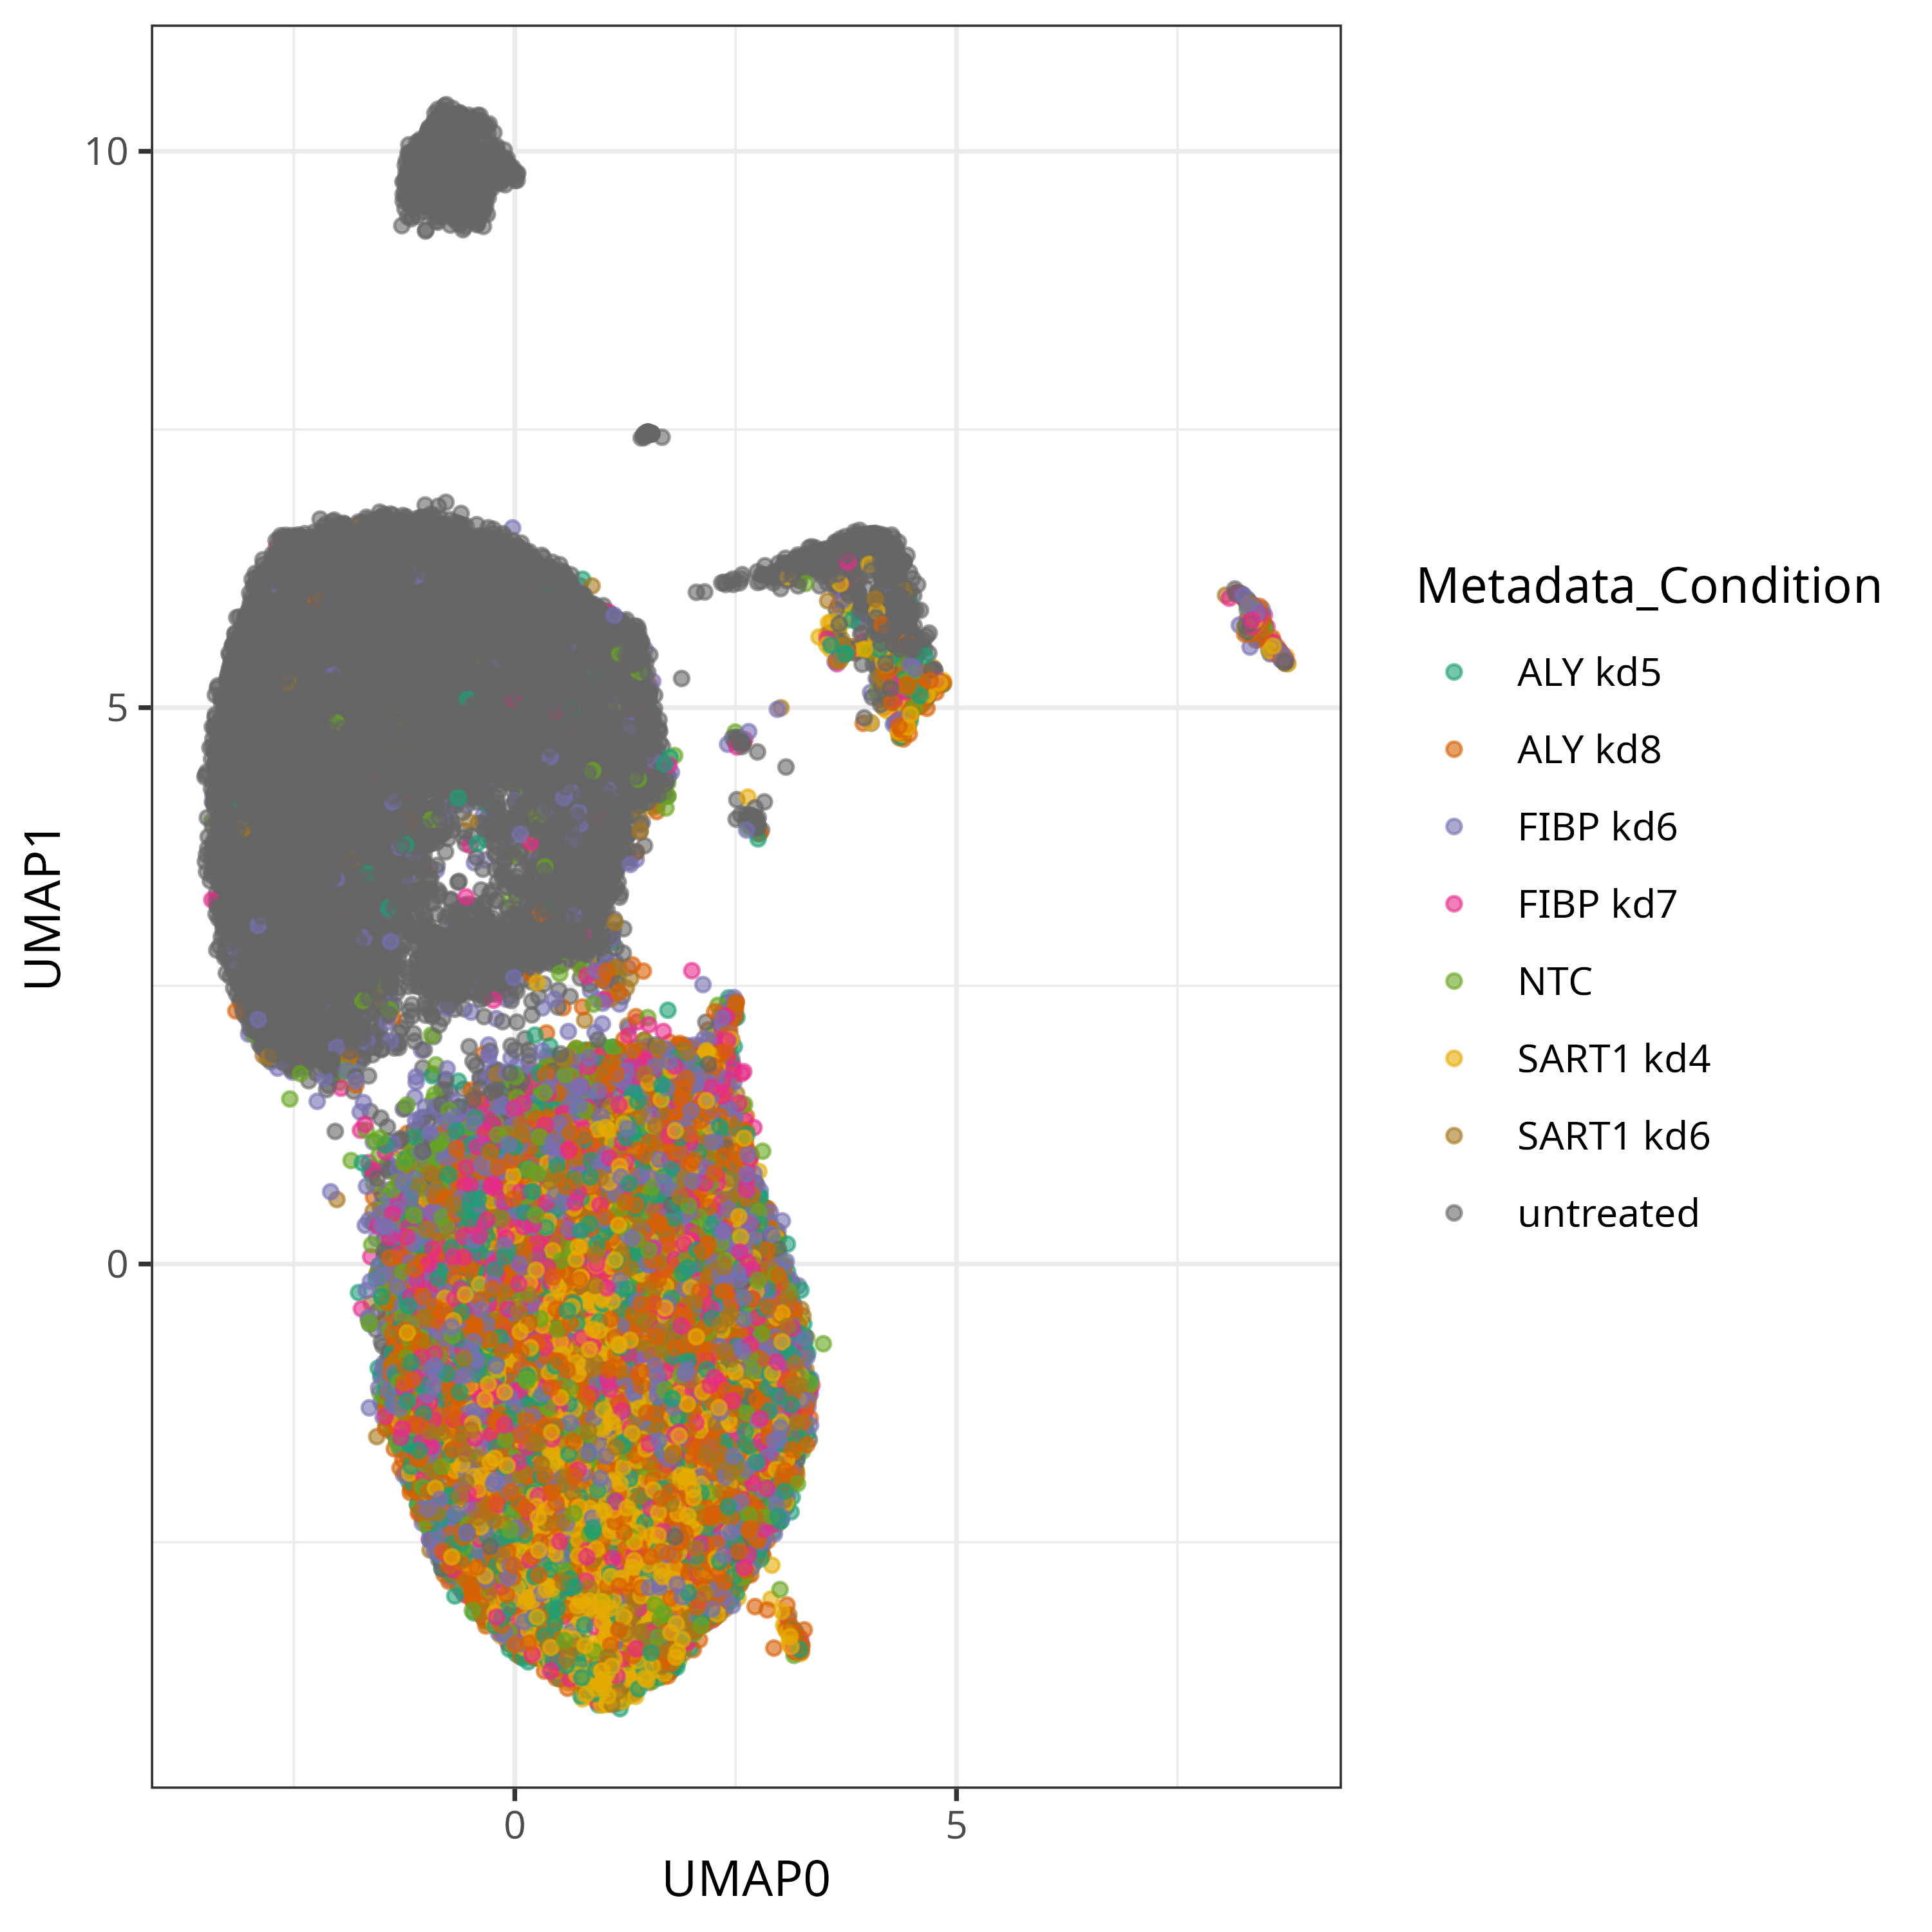 10
5
0
UMAP1
0
5
UMAP0
Metadata_Condition
ALY kd5
ALY kd8
FIBP kd6
FIBP kd7
NTC
SART1 kd4
SART1 kd6
untreated